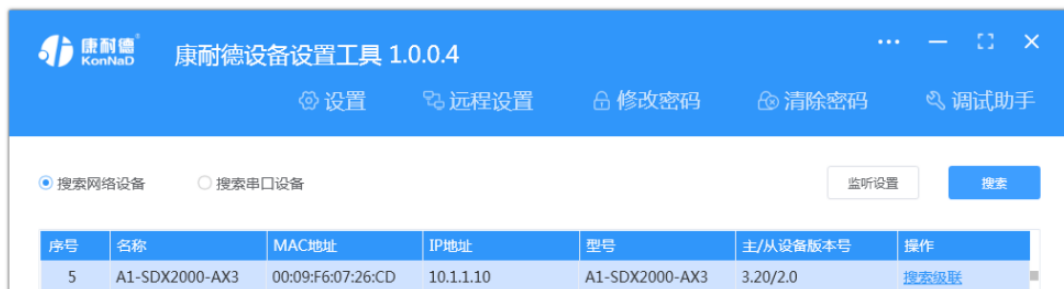 康耐德®
KonNaD
康耐德设备设置工具 1.0.0.4
设置 远程设置 修改密码 清除密码 调试助手
搜索网络设备 搜索串口设备 监听设置 搜索
序号 名称 MAC地址 IP地址 型号 主/从设备版本号 操作
5 A1-SDX2000-AX3 00:09:F6:07:26:CD 10.1.1.10 A1-SDX2000-AX3 3.20/2.0 搜索级联